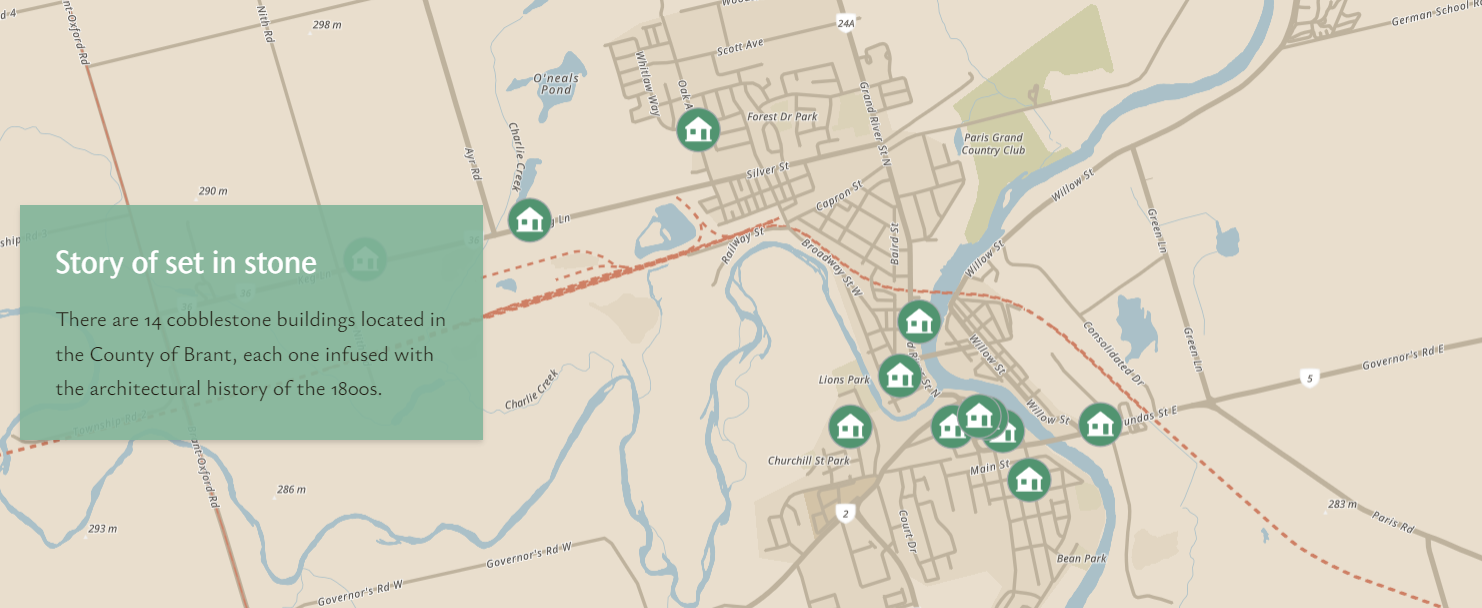 298 m
24A
Scott Ave
German School Rd
Nith Rd
Whitlaw Way
O'neals
Pond
Forest Dr Park
Grand River St N
Paris Grand
Country Club
Charlie Creek
Ayr Rd
Silver St
Capron St
Willow St
290 m
Green Ln
Baird St
Railway St
Broadway St W
Willow St
Story of set in stone
There are 14 cobblestone buildings located in
the County of Brant, each one infused with
the architectural history of the 1800s.
Consolidated Dr
Green Ln
Willow St
Governor's Rd E
5
Lions Park
Charlie Creek
Willow St
Churchill St Park
Main St
286 m
2
283 m
Paris Rd
293 m
Court Dr
Bean Park
Governor's Rd W
Governor's Rd W